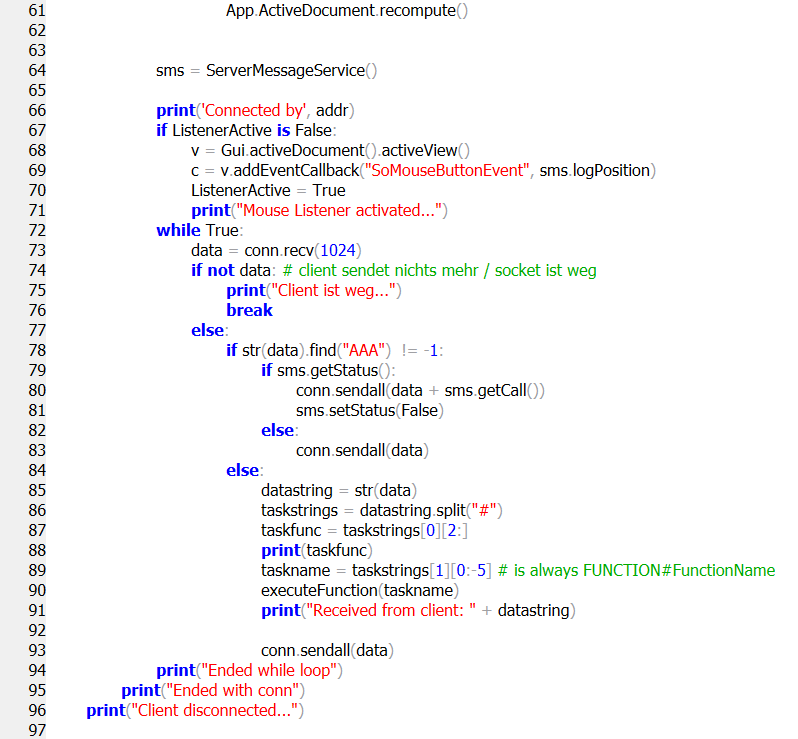 61 App.ActiveDocument.recompute()
62
63
64 sms = ServerMessageService()
65
66 print('Connected by', addr)
67 if ListenerActive is False:
68 v = Gui.activeDocument().activeView()
69 c = v.addEventCallback("SoMouseButtonEvent", sms.logPosition)
70 ListenerActive = True
71 print("Mouse Listener activated...")
72 while True:
73 data = conn.recv(1024)
74 if not data: # client sendet nichts mehr / socket ist weg
75 print("Client ist weg...")
76 break
77 else:
78 if str(data).find("AAA") != -1:
79 if sms.getStatus():
80 conn.sendall(data + sms.getCall())
81 sms.setStatus(False)
82 else:
83 conn.sendall(data)
84 else:
85 datastring = str(data)
86 taskstrings = datastring.split("#")
87 taskfunc = taskstrings[0][2:]
88 print(taskfunc)
89 taskname = taskstrings[1][0:-5] # is always FUNCTION#FunctionName
90 executeFunction(taskname)
91 print("Received from client: " + datastring)
92
93 conn.sendall(data)
94 print("Ended while loop")
95 print("Ended with conn")
96 print("Client disconnected...")
97